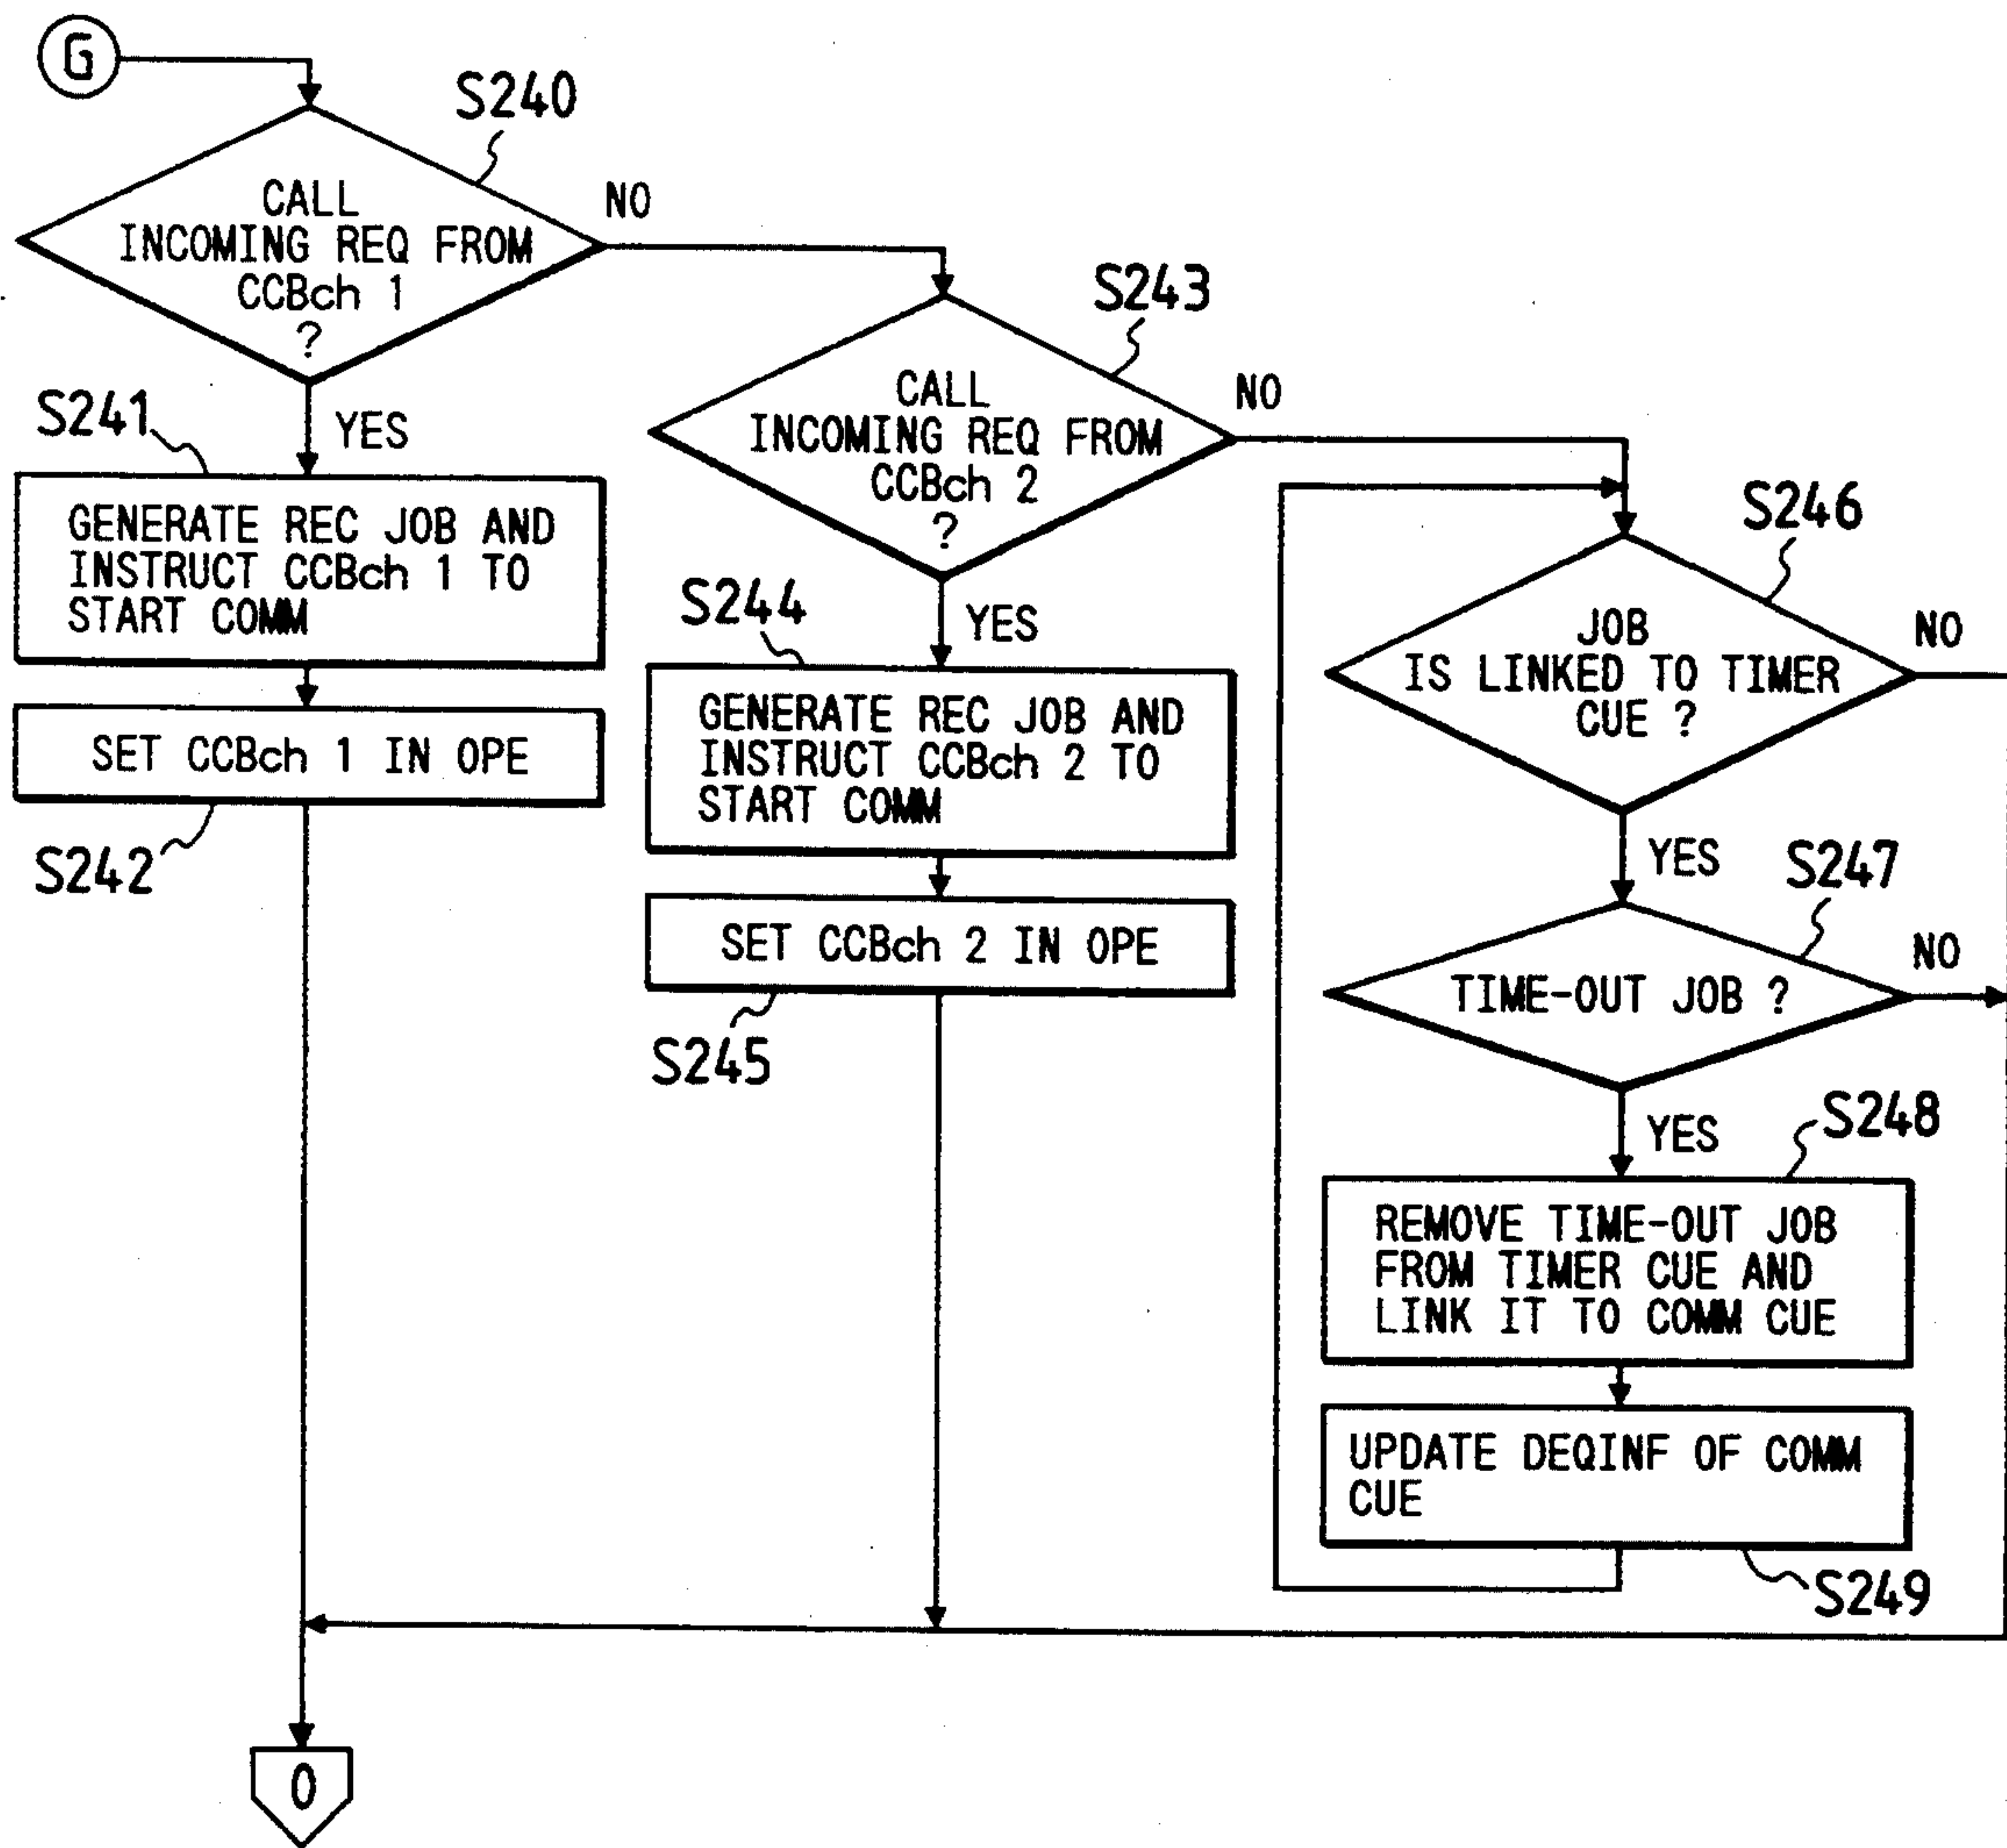 G
S240
CALL
INCOMING REQ FROM
CCBch 1
?
NO
YES
S241
GENERATE REC JOB AND
INSTRUCT CCBch 1 TO
START COMM
SET CCBch 1 IN OPE
S242
S243
CALL
INCOMING REQ FROM
CCBch 2
?
NO
YES
S244
GENERATE REC JOB AND
INSTRUCT CCBch 2 TO
START COMM
SET CCBch 2 IN OPE
S245
S246
JOB
IS LINKED TO TIMER
CUE ?
NO
YES
S247
TIME-OUT JOB ?
NO
YES
S248
REMOVE TIME-OUT JOB
FROM TIMER CUE AND
LINK IT TO COMM CUE
UPDATE DEQINF OF COMM
CUE
S249
0